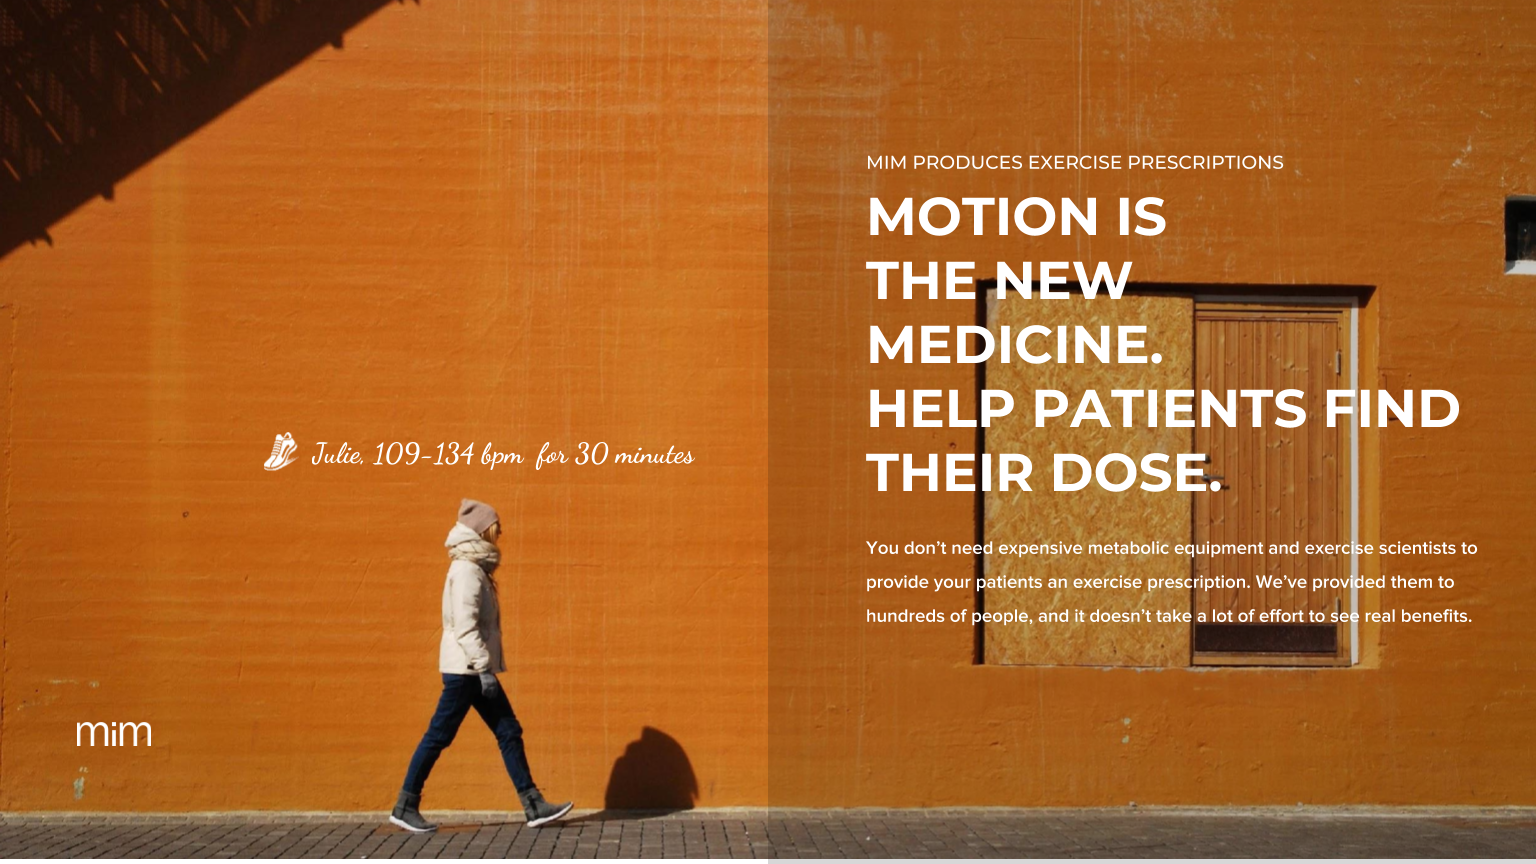 MIM PRODUCES EXERCISE PRESCRIPTIONS
MOTION IS
THE NEW
MEDICINE.
HELP PATIENTS FIND
THEIR DOSE.
You don’t need expensive metabolic equipment and exercise scientists to
provide your patients an exercise prescription. We’ve provided them to
hundreds of people, and it doesn’t take a lot of effort to see real benefits.
Julie, 109-134 bpm for 30 minutes
mim